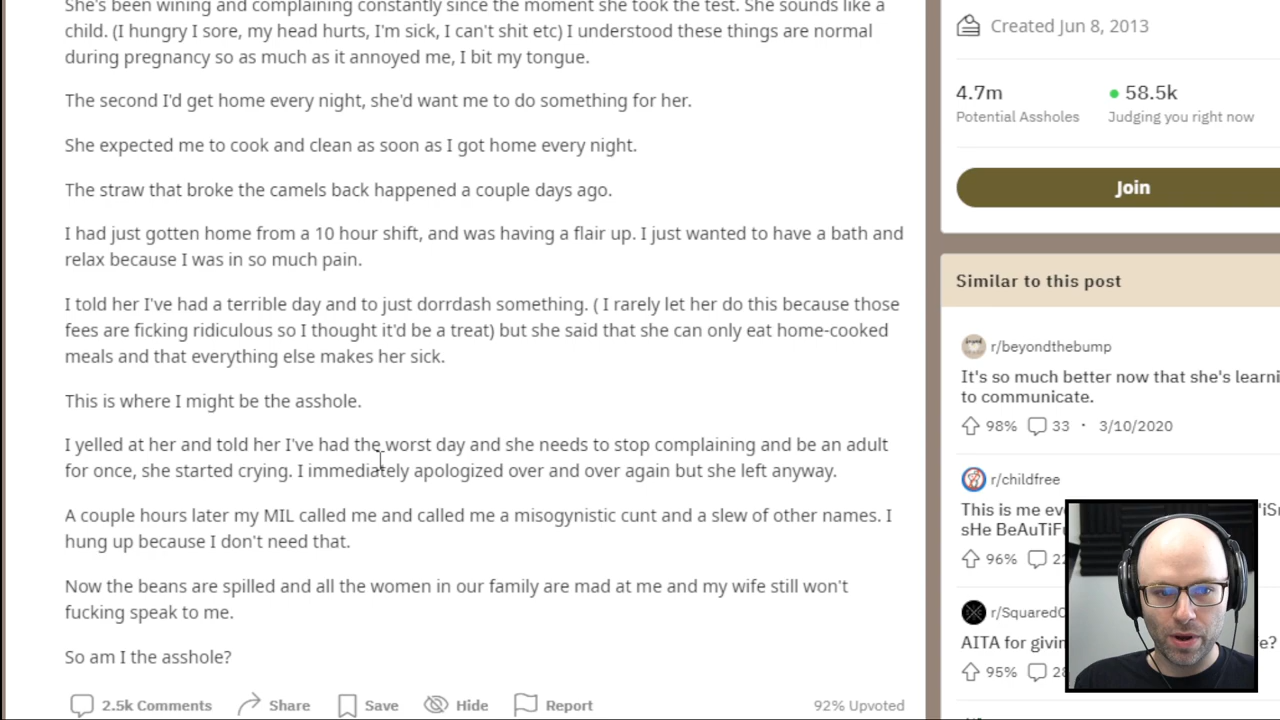 She's been wining and complaining constantly since the moment she took the test. She sounds like a
child. (I hungry I sore, my head hurts, I'm sick, I can't shit etc) I understood these things are normal
during pregnancy so as much as it annoyed me, I bit my tongue.
The second I'd get home every night, she'd want me to do something for her.
She expected me to cook and clean as soon as I got home every night.
The straw that broke the camels back happened a couple days ago.
I had just gotten home from a 10 hour shift, and was having a flair up. I just wanted to have a bath and
relax because I was in so much pain.
I told her I've had a terrible day and to just dorrdash something. ( I rarely let her do this because those
fees are ficking ridiculous so I thought it'd be a treat) but she said that she can only eat home-cooked
meals and that everything else makes her sick.
This is where I might be the asshole.
I yelled at her and told her I've had the worst day and she needs to stop complaining and be an adult
for once, she started crying. I immediately apologized over and over again but she left anyway.
A couple hours later my MIL called me and called me a misogynistic cunt and a slew of other names. I
hung up because I don't need that.
Now the beans are spilled and all the women in our family are mad at me and my wife still won't
fucking speak to me.
So am I the asshole?
2.5k Comments Share Save Hide Report 92% Upvoted
Created Jun 8, 2013
4.7m 58.5k
Potential Assholes Judging you right now
Join
Similar to this post
r/beyondthebump
It's so much better now that she's learni
to communicate.
98% 33 · 3/10/2020
r/childfree
This is me ev
sHe BeAuTiF
96%
AITA for givin
95%